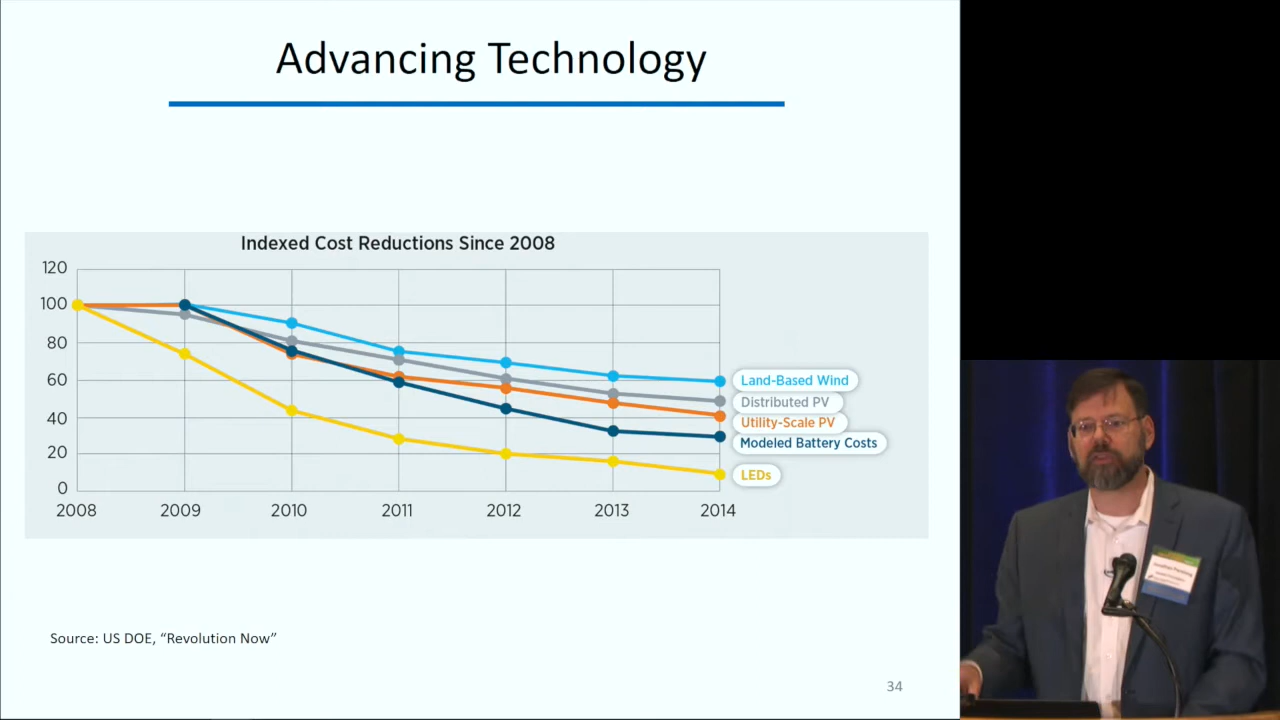 Advancing Technology
Indexed Cost Reductions Since 2008
120
100
80
60
40
20
0
2008 2009 2010 2011 2012 2013 2014
Land-Based Wind
Distributed PV
Utility-Scale PV
Modeled Battery Costs
LEDs
Source: US DOE, “Revolution Now”
34